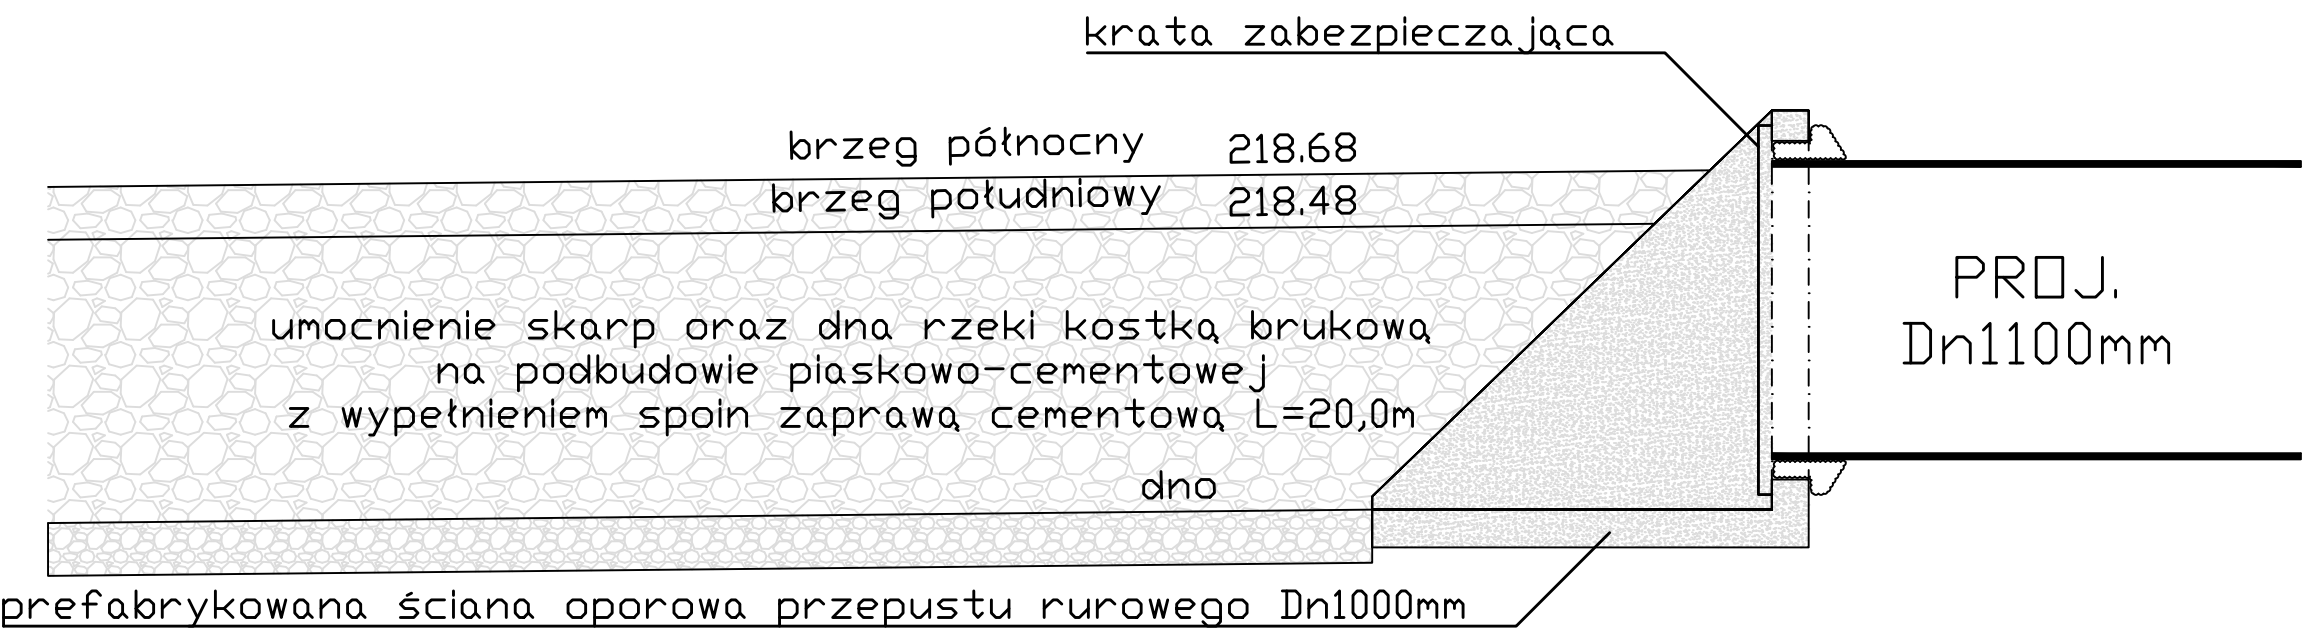 krata zabezpieczająca
brzeg północny 218.68
brzeg południowy 218.48
PROJ.
Dn1100mm
umocnienie skarp oraz dna rzeki kostką brukową
na podbudowie piaskowo-cementowej
z wypełnieniem spoin zaprawą cementową L=20,0m
dno
prefabrykowana ściana oporowa przepustu rurowego Dn1000mm